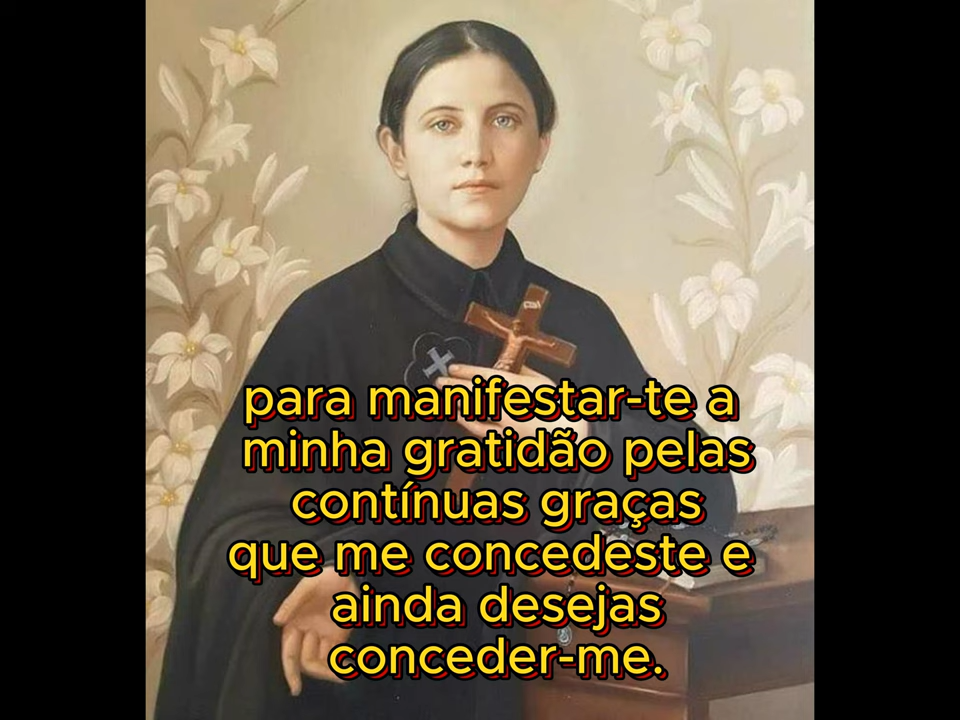 para manifestar-te a
minha gratidão pelas
contínuas graças
que me concedeste e
ainda desejas
conceder-me.